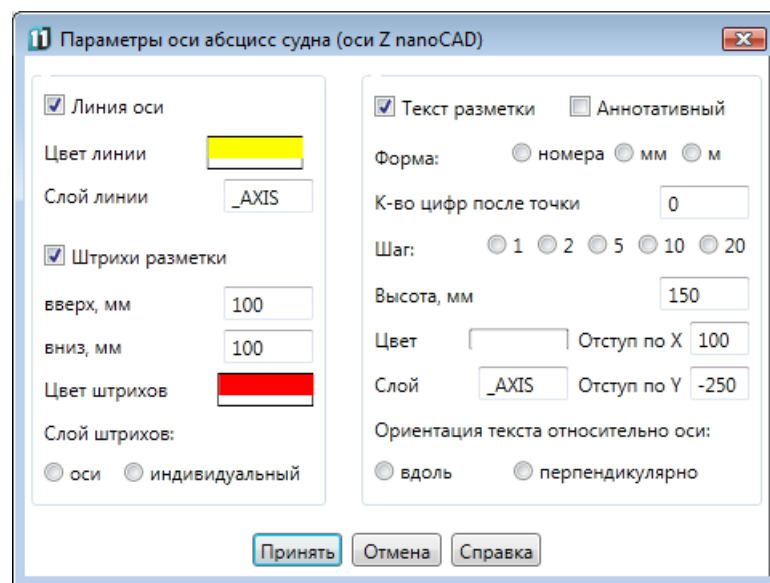 11 Параметры оси абсцисс судна (оси Z nanoCAD)
Линия оси
Цвет линии
Слой линии _AXIS
Штрихи разметки
вверх, мм 100
вниз, мм 100
Цвет штрихов
Слой штрихов:
оси индивидуальный
Текст разметки Аннотативный
Форма: номера мм м
К-во цифр после точки 0
Шаг: 1 2 5 10 20
Высота, мм 150
Цвет Отступ по X 100
Слой _AXIS Отступ по Y -250
Ориентация текста относительно оси:
вдоль перпендикулярно
Принять Отмена Справка